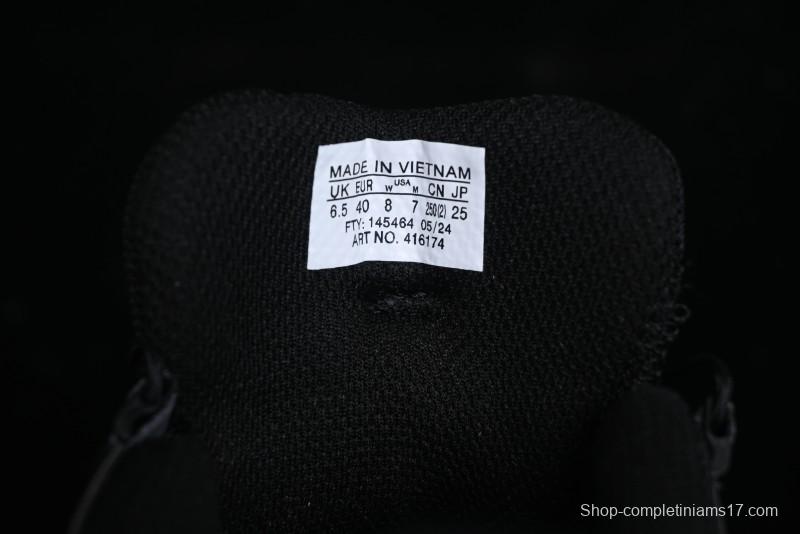 MADE IN VIETNAM
UK EUR W USA M CN JP
6.5 40 8 7 250(2) 25
FTY: 145464 05/24
ART NO. 416174
Shop-completiniams17.com